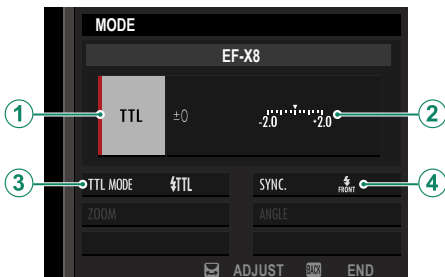 MODE
EF-X8
1 TTL ±0 -2.0 +2.0 2
3 TTL MODE TTL SYNC. FRONT 4
ZOOM ANGLE
ADJUST BACK END